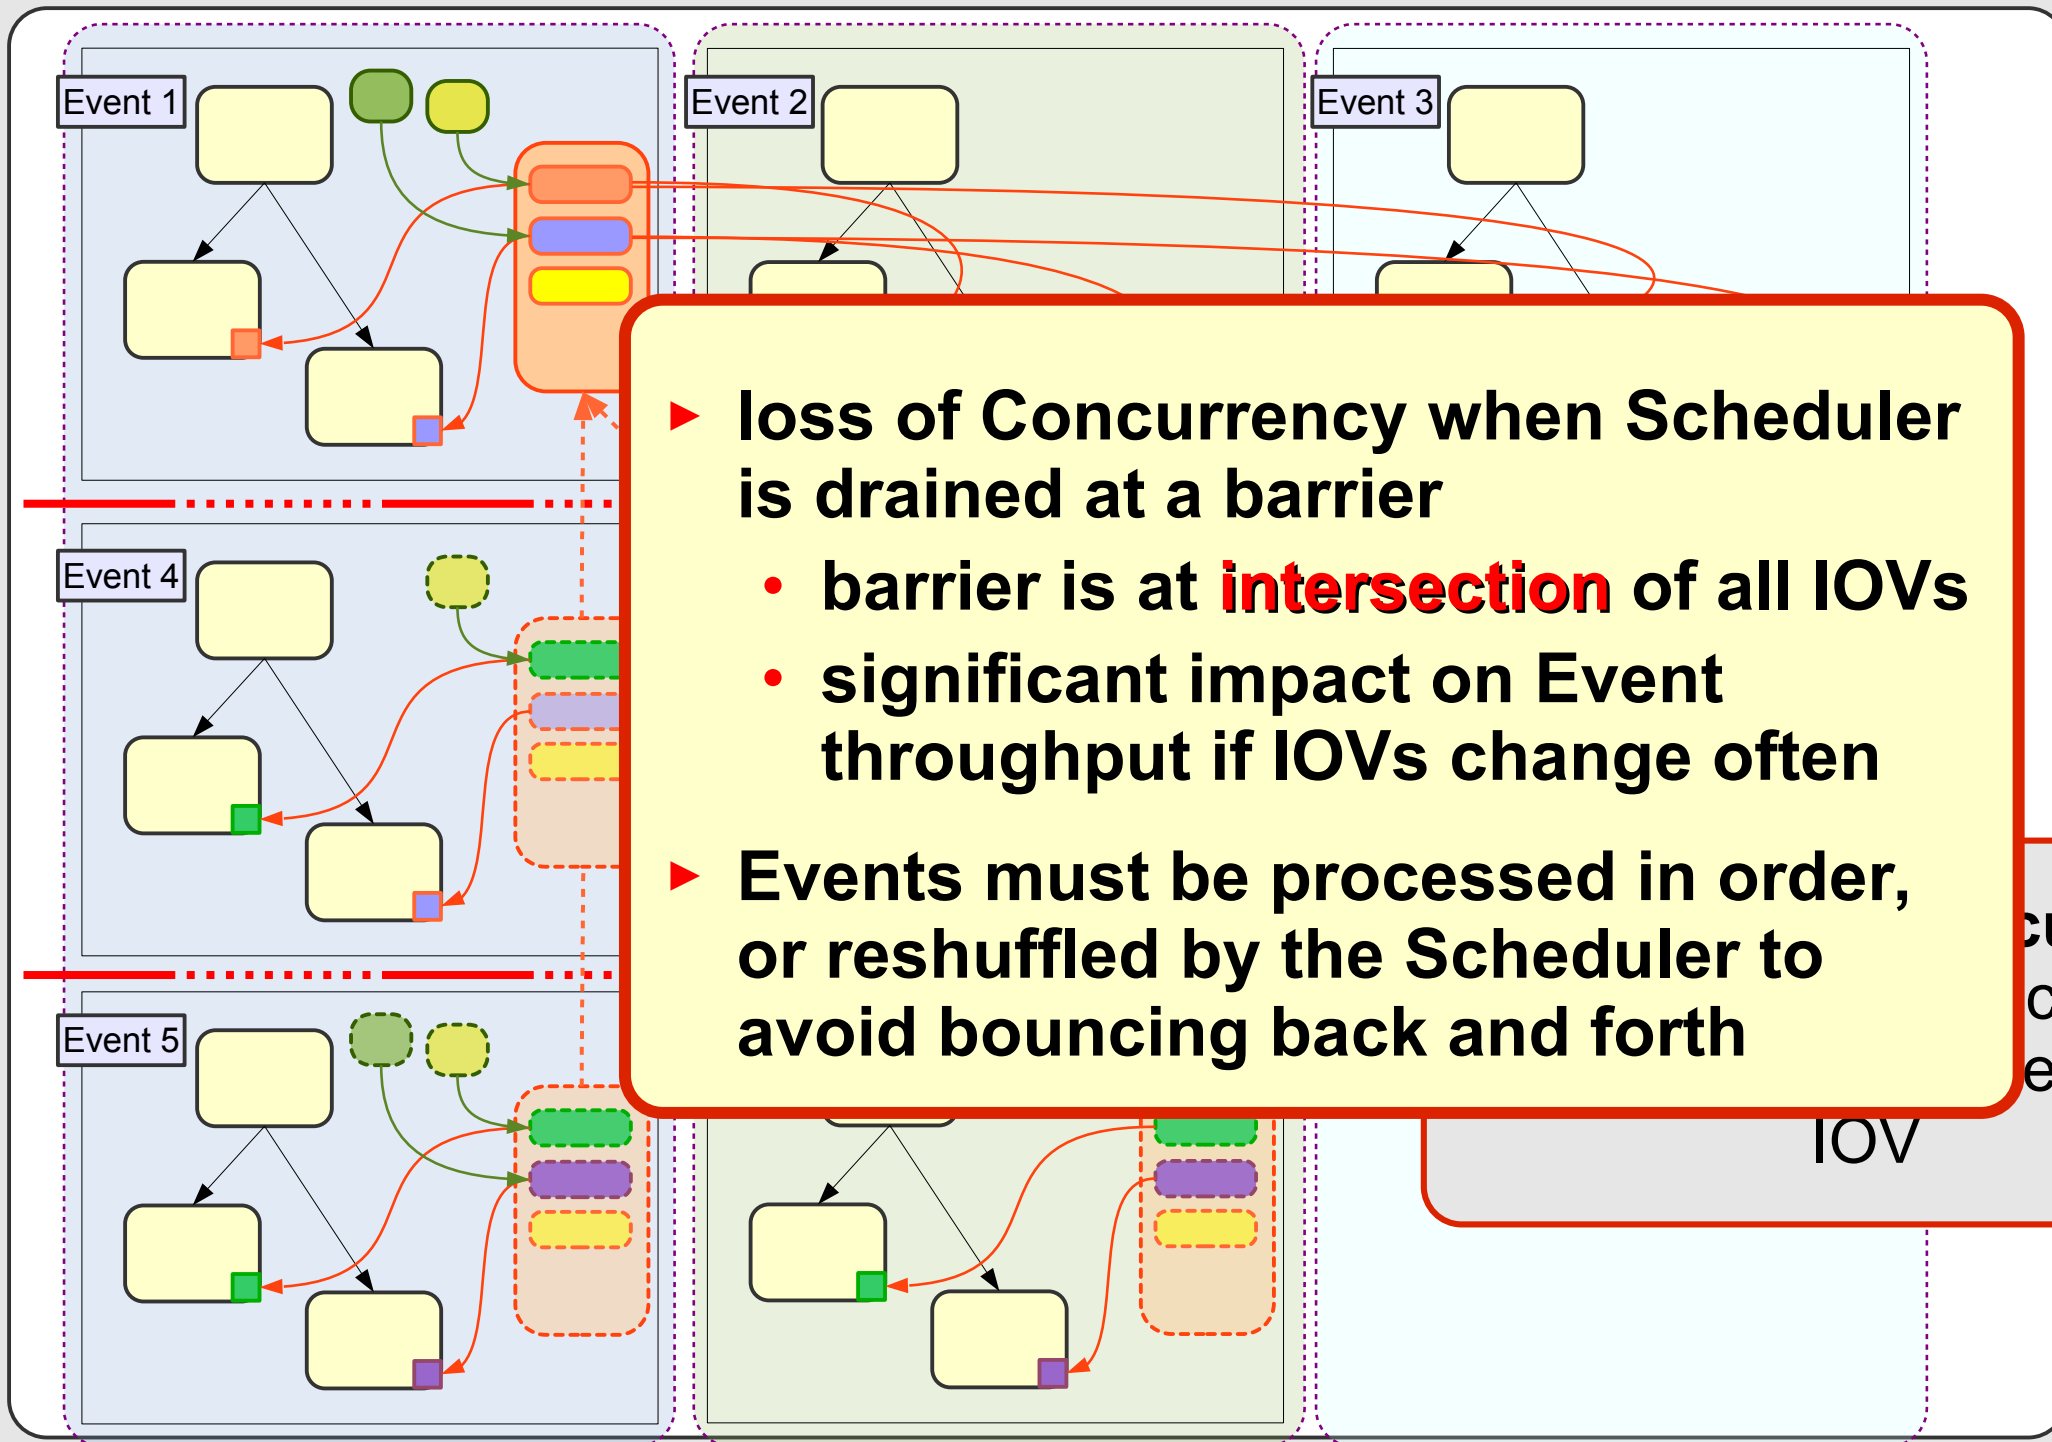 Event 1
Event 2
Event 3
loss of Concurrency when Scheduler
is drained at a barrier
barrier is at intersection of all IOVs
significant impact on Event
throughput if IOVs change often
Events must be processed in order,
or reshuffled by the Scheduler to
avoid bouncing back and forth
Event 4
Event 5
IOV